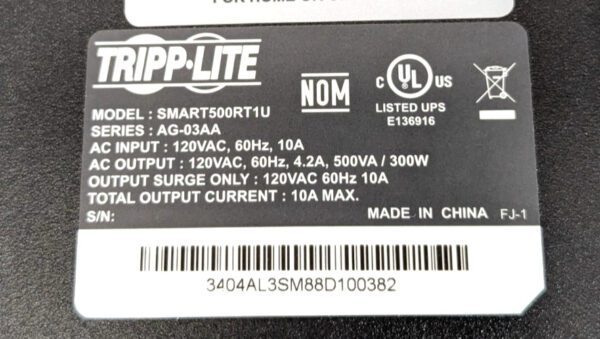 TRIPP·LITE
NOM
C UL US
LISTED UPS
E136916
MODEL : SMART500RT1U
SERIES : AG-03AA
AC INPUT : 120VAC, 60Hz, 10A
AC OUTPUT : 120VAC, 60Hz, 4.2A, 500VA / 300W
OUTPUT SURGE ONLY : 120VAC 60Hz 10A
TOTAL OUTPUT CURRENT : 10A MAX.
S/N:
MADE IN CHINA FJ-1
3404AL3SM88D100382